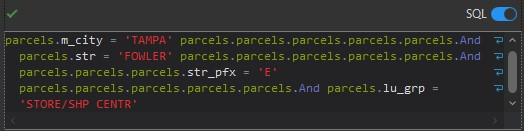 SQL
parcels.m_city = 'TAMPA' parcels.parcels.parcels.parcels.parcels.And
parcels.str = 'FOWLER' parcels.parcels.parcels.parcels.parcels.And
parcels.parcels.parcels.str_pfx = 'E'
parcels.parcels.parcels.parcels.parcels.And parcels.lu_grp =
'STORE/SHP CENTR'